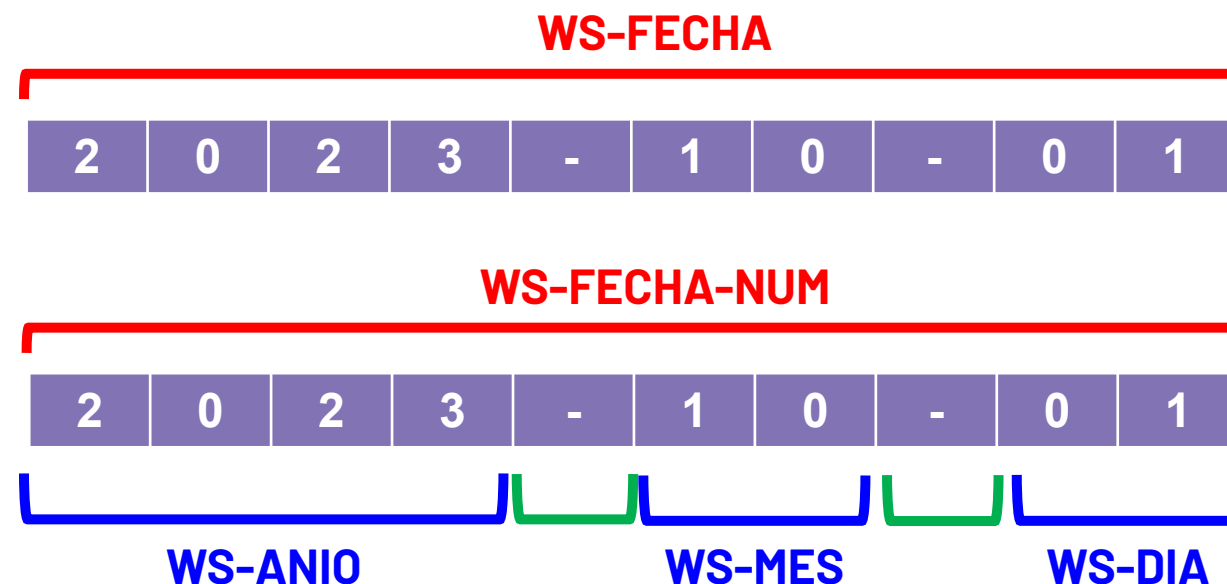 WS-FECHA
2 0 2 3 - 1 0 - 0 1
WS-FECHA-NUM
2 0 2 3 - 1 0 - 0 1
WS-ANIO WS-MES WS-DIA